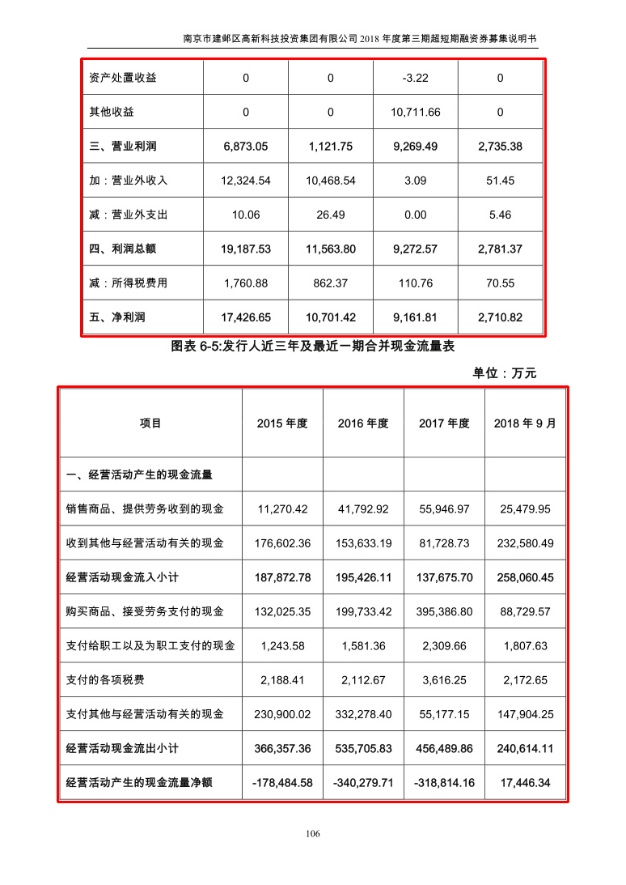 南京市建邺区高新科技投资集团有限公司 2018 年度第三期超短期融资券募集说明书
资产处置收益 0 0 -3.22 0
其他收益 0 0 10,711.66 0
三、营业利润 6,873.05 1,121.75 9,269.49 2,735.38
加：营业外收入 12,324.54 10,468.54 3.09 51.45
减：营业外支出 10.06 26.49 0.00 5.46
四、利润总额 19,187.53 11,563.80 9,272.57 2,781.37
减：所得税费用 1,760.88 862.37 110.76 70.55
五、净利润 17,426.65 10,701.42 9,161.81 2,710.82
图表 6-5:发行人近三年及最近一期合并现金流量表
单位：万元
项目 2015 年度 2016 年度 2017 年度 2018 年 9 月
一、经营活动产生的现金流量
销售商品、提供劳务收到的现金 11,270.42 41,792.92 55,946.97 25,479.95
收到其他与经营活动有关的现金 176,602.36 153,633.19 81,728.73 232,580.49
经营活动现金流入小计 187,872.78 195,426.11 137,675.70 258,060.45
购买商品、接受劳务支付的现金 132,025.35 199,733.42 395,386.80 88,729.57
支付给职工以及为职工支付的现金 1,243.58 1,581.36 2,309.66 1,807.63
支付的各项税费 2,188.41 2,112.67 3,616.25 2,172.65
支付其他与经营活动有关的现金 230,900.02 332,278.40 55,177.15 147,904.25
经营活动现金流出小计 366,357.36 535,705.83 456,489.86 240,614.11
经营活动产生的现金流量净额 -178,484.58 -340,279.71 -318,814.16 17,446.34
106